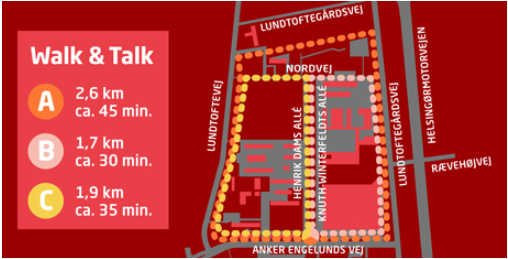 Walk & Talk
A
2,6 km
ca. 45 min.
B
1,7 km
ca. 30 min.
C
1,9 km
ca. 35 min.
LUNDTOFTEGÅRDSVJ
NORDVEJ
LUNDTOFTEVEJ
HENRIK DAMS ALLÉ
KNUTH-WINTERFELDTS ALLÉ
LUNDTOFTEGÅRDSVEJ
HELSINGØRMOTORVEJEN
RÆVEHØJVEJ
ANKER ENGELUNDS VEJ